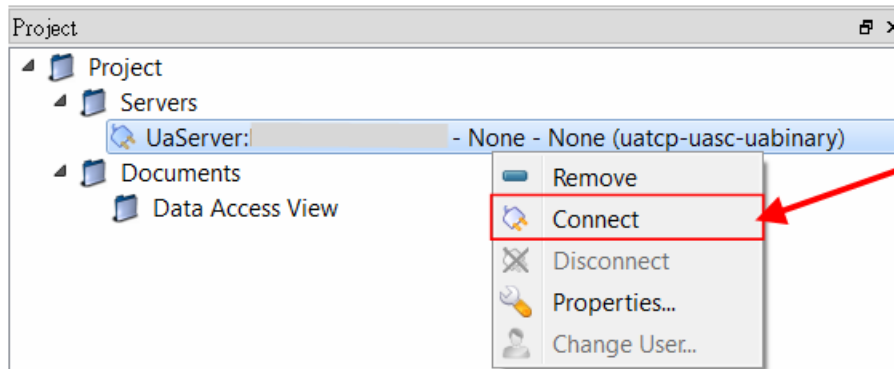 Project
Project
Servers
UaServer: - None - None (uatcp-uasc-uabinary)
Documents
Data Access View
Remove
Connect
Disconnect
Properties...
Change User...